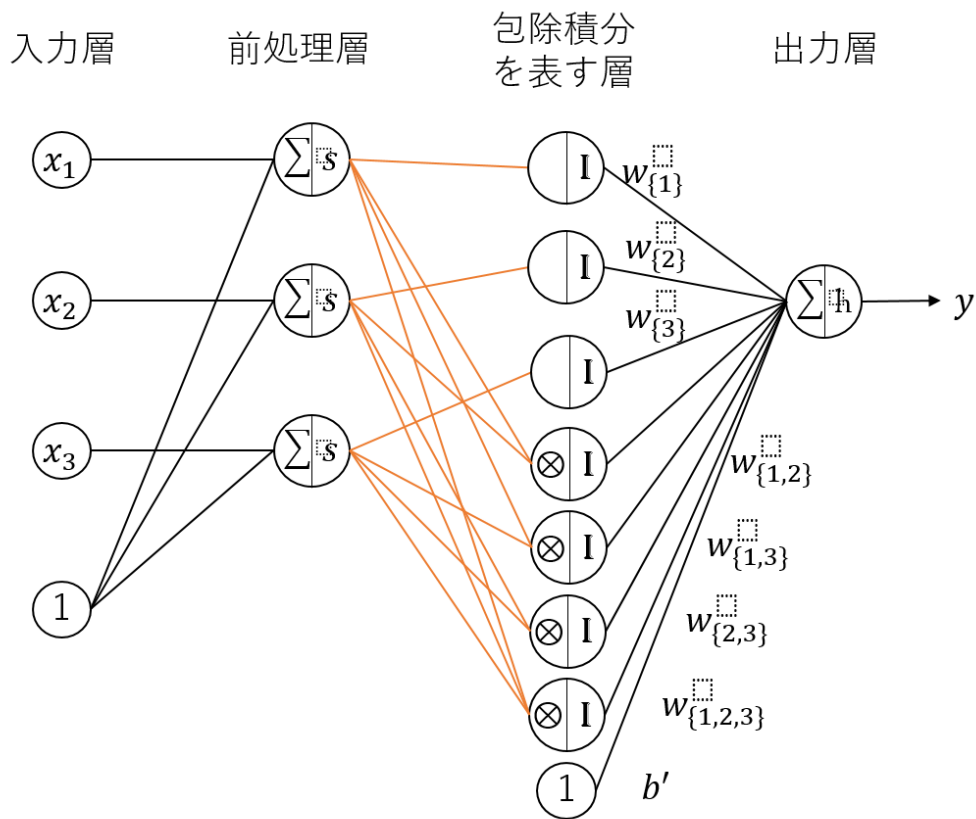 入力層
前処理層
包除積分
を表す層
出力層
x₁
x₂
x₃
1
∑ s
∑ s
∑ s
I
I
I
⊗ I
⊗ I
⊗ I
⊗ I
1
w{1}
w{2}
w{3}
w{1,2}
w{1,3}
w{2,3}
w{1,2,3}
b′
∑ h
y